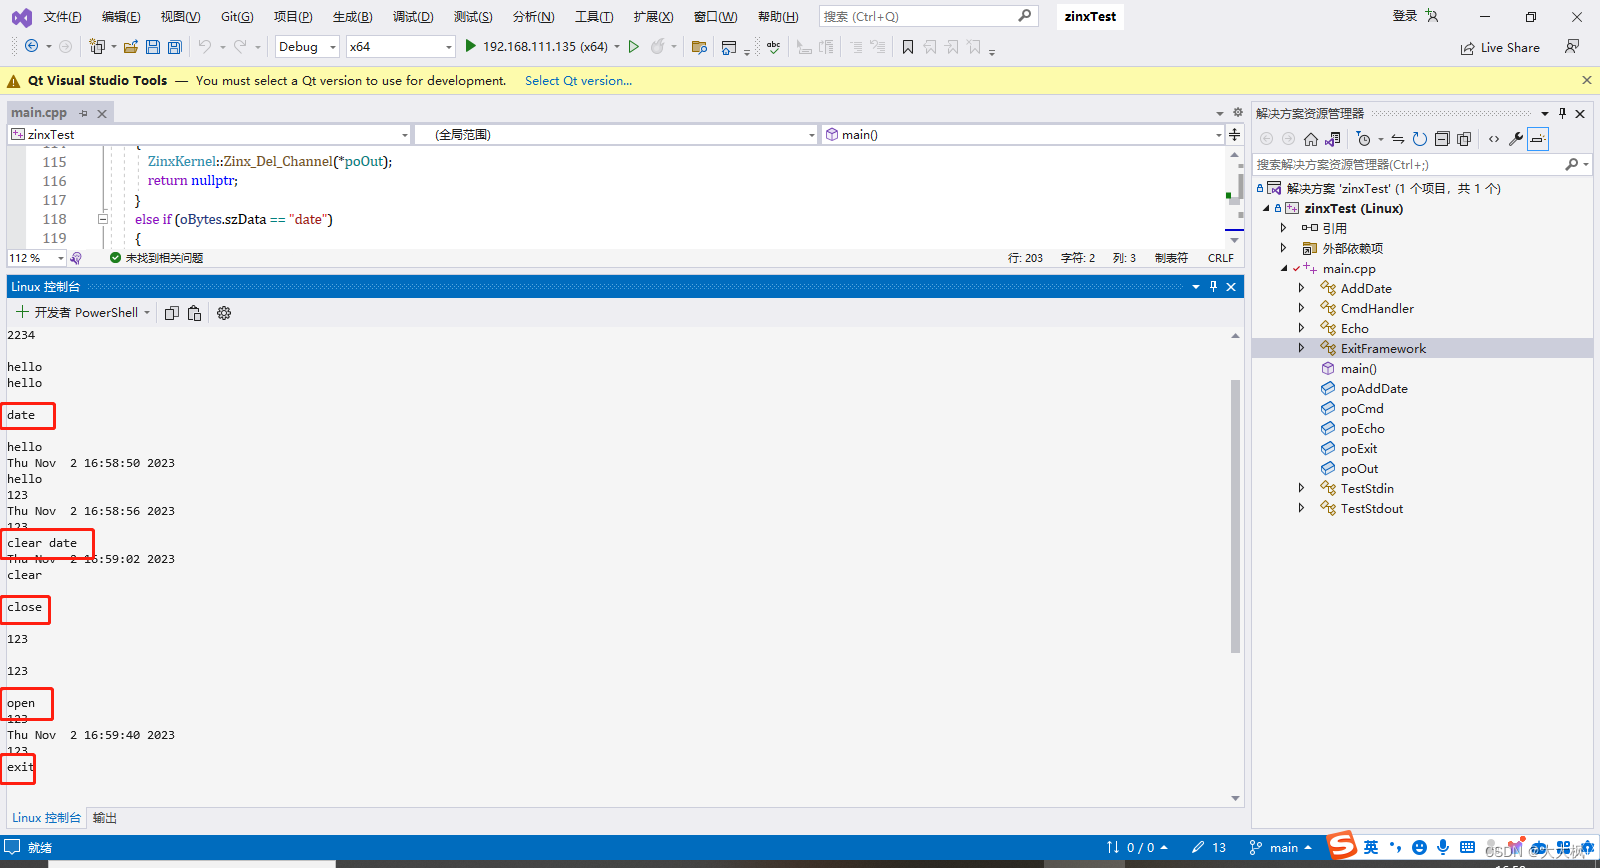 文件(F) 编辑(E) 视图(V) Git(G) 项目(P) 生成(B) 调试(D) 测试(S) 分析(N) 工具(T) 扩展(X) 窗口(W) 帮助(H) 搜索 (Ctrl+Q) zinxTest 登录
Debug x64 192.168.111.135 (x64) abc Live Share
Qt Visual Studio Tools — You must select a Qt version to use for development. Select Qt version...
main.cpp
zinxTest (全局范围) main()
114 {
115 ZinxKernel::Zinx_Del_Channel(*poOut);
116 return nullptr;
117 }
118 else if (oBytes.szData == "date")
119 {
112 % 未找到相关问题 行: 203 字符: 2 列: 3 制表符 CRLF
Linux 控制台
开发者 PowerShell
2234
hello
hello
date
hello
Thu Nov  2 16:58:50 2023
hello
123
Thu Nov  2 16:58:56 2023
123
clear date
Thu Nov  2 16:59:02 2023
clear
close
123
123
open
123
Thu Nov  2 16:59:40 2023
123
exit
Linux 控制台 输出
解决方案资源管理器
搜索解决方案资源管理器(Ctrl+;)
解决方案 'zinxTest' (1 个项目，共 1 个)
zinxTest (Linux)
引用
外部依赖项
main.cpp
AddDate
CmdHandler
Echo
ExitFramework
main()
poAddDate
poCmd
poEcho
poExit
poOut
TestStdin
TestStdout
就绪 0 / 0 13 main 英
CSDN @大大枫